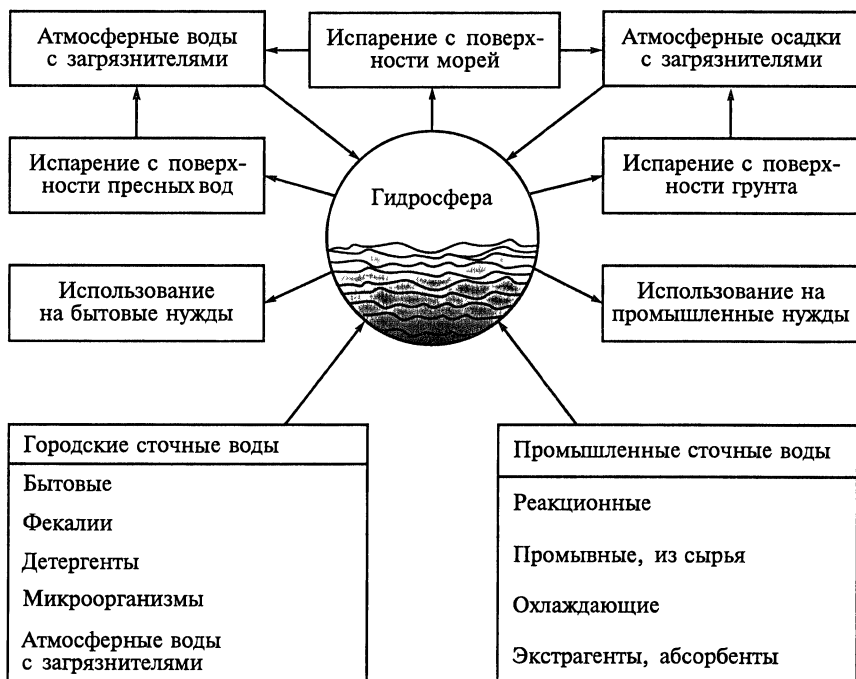 Атмосферные воды
с загрязнителями
Испарение с поверх-
ности морей
Атмосферные осадки
с загрязнителями
Испарение с поверх-
ности пресных вод
Гидросфера
Испарение с поверх-
ности грунта
Использование
на бытовые нужды
Использование на
промышленные нужды
Городские сточные воды
Бытовые
Фекалии
Детергенты
Микроорганизмы
Атмосферные воды
с загрязнителями
Промышленные сточные воды
Реакционные
Промывные, из сырья
Охлаждающие
Экстрагенты, абсорбенты